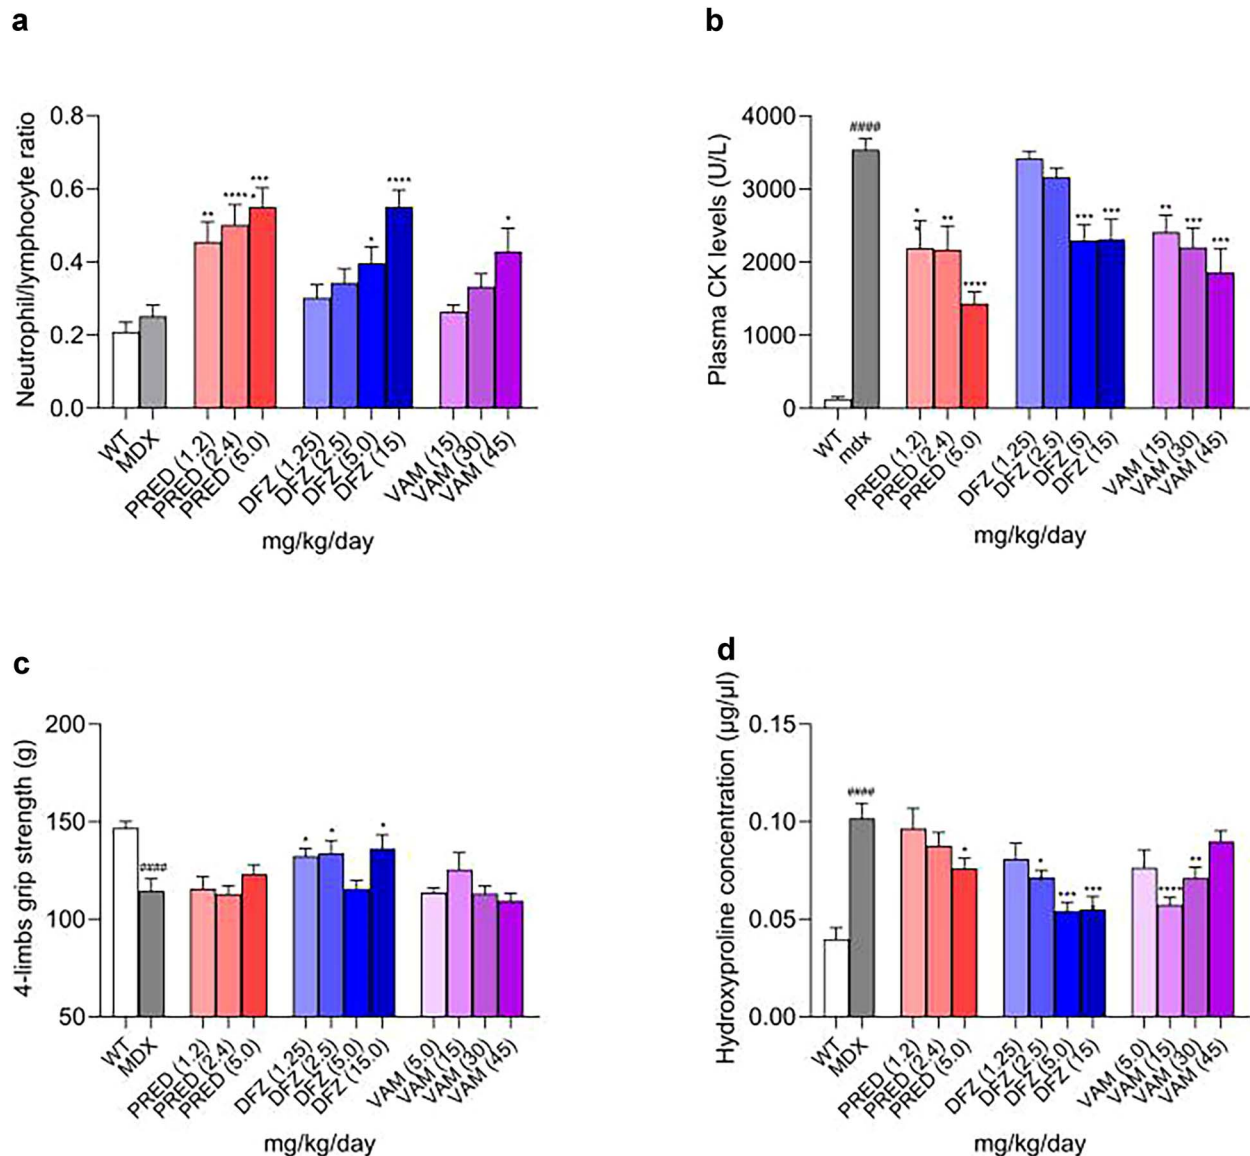 a
Neutrophil/lymphocyte ratio
0.8
0.6
0.4
0.2
0.0
**
****
***
*
*
****
*
WT
MDX
PRED (1.2)
PRED (2.4)
PRED (5.0)
DFZ (1.25)
DFZ (2.5)
DFZ (5.0)
DFZ (15)
VAM (15)
VAM (30)
VAM (45)
mg/kg/day
b
Plasma CK levels (U/L)
4000
3000
2000
1000
0
####
*
*
**
****
***
***
**
***
***
WT
mdx
PRED (1.2)
PRED (2.4)
PRED (5.0)
DFZ (1.25)
DFZ (2.5)
DFZ (5)
DFZ (15)
VAM (15)
VAM (30)
VAM (45)
mg/kg/day
c
4-limbs grip strength (g)
200
150
100
50
####
*
*
*
WT
MDX
PRED (1.2)
PRED (2.4)
PRED (5.0)
DFZ (1.25)
DFZ (2.5)
DFZ (5.0)
DFZ (15.0)
VAM (5.0)
VAM (15)
VAM (30)
VAM (45)
mg/kg/day
d
Hydroxyproline concentration (µg/µl)
0.15
0.10
0.05
0.00
####
*
*
***
***
****
**
WT
MDX
PRED (1.2)
PRED (2.4)
PRED (5.0)
DFZ (1.25)
DFZ (2.5)
DFZ (5.0)
DFZ (15)
VAM (5.0)
VAM (15)
VAM (30)
VAM (45)
mg/kg/day